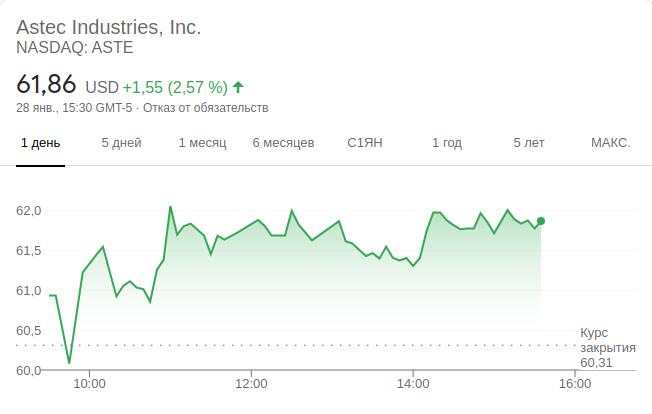 Astec Industries, Inc.
NASDAQ: ASTE
61,86 USD +1,55 (2,57 %)
28 янв., 15:30 GMT-5 · Отказ от обязательств
1 день 5 дней 1 месяц 6 месяцев С1ЯН 1 год 5 лет МАКС.
62,0
61,5
61,0
60,5
Курс
закрытия
60,31
60,0
10:00 12:00 14:00 16:00